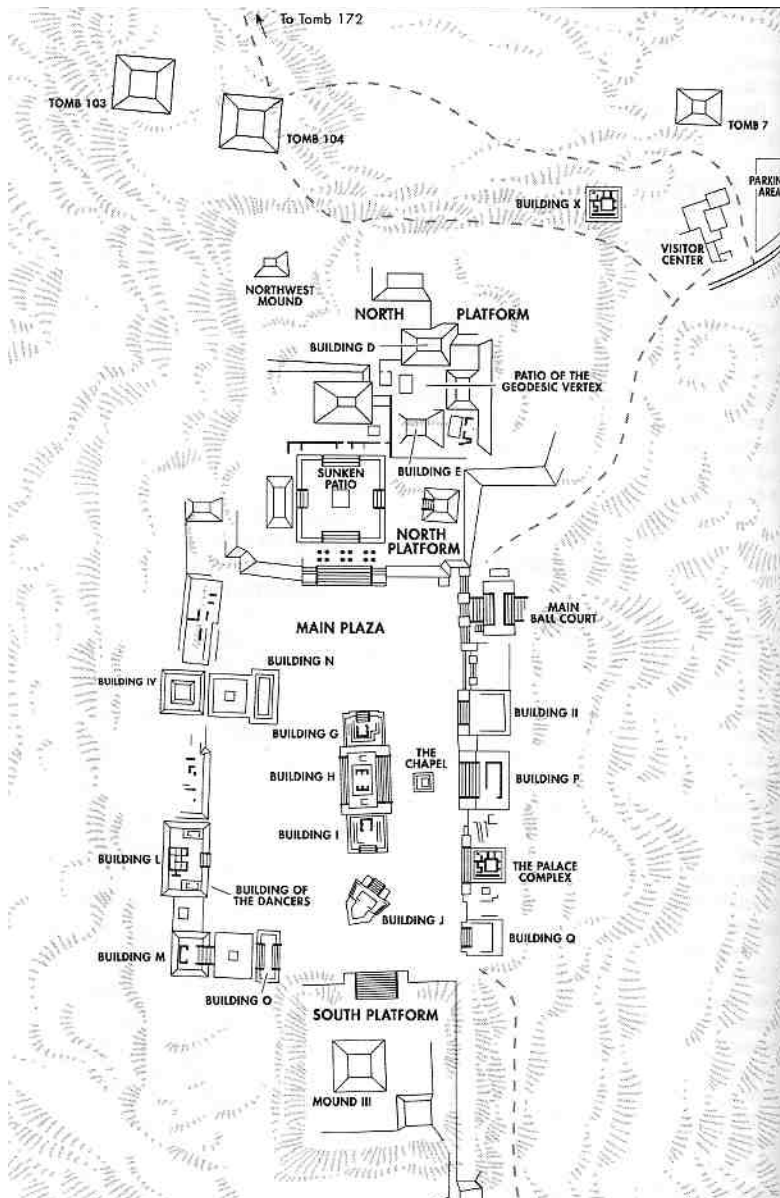 To Tomb 172
TOMB 103
TOMB 104
TOMB 7
PARKIN
AREA
BUILDING X
VISITOR
CENTER
NORTHWEST
MOUND
NORTH PLATFORM
BUILDING D
PATIO OF THE
GEODESIC VERTEX
SUNKEN
PATIO
BUILDING E
NORTH
PLATFORM
MAIN PLAZA
MAIN
BALL COURT
BUILDING N
BUILDING IV
BUILDING II
BUILDING G
THE
CHAPEL
BUILDING H
BUILDING P
BUILDING I
BUILDING L
THE PALACE
COMPLEX
BUILDING OF
THE DANCERS
BUILDING J
BUILDING Q
BUILDING M
BUILDING O
SOUTH PLATFORM
MOUND III